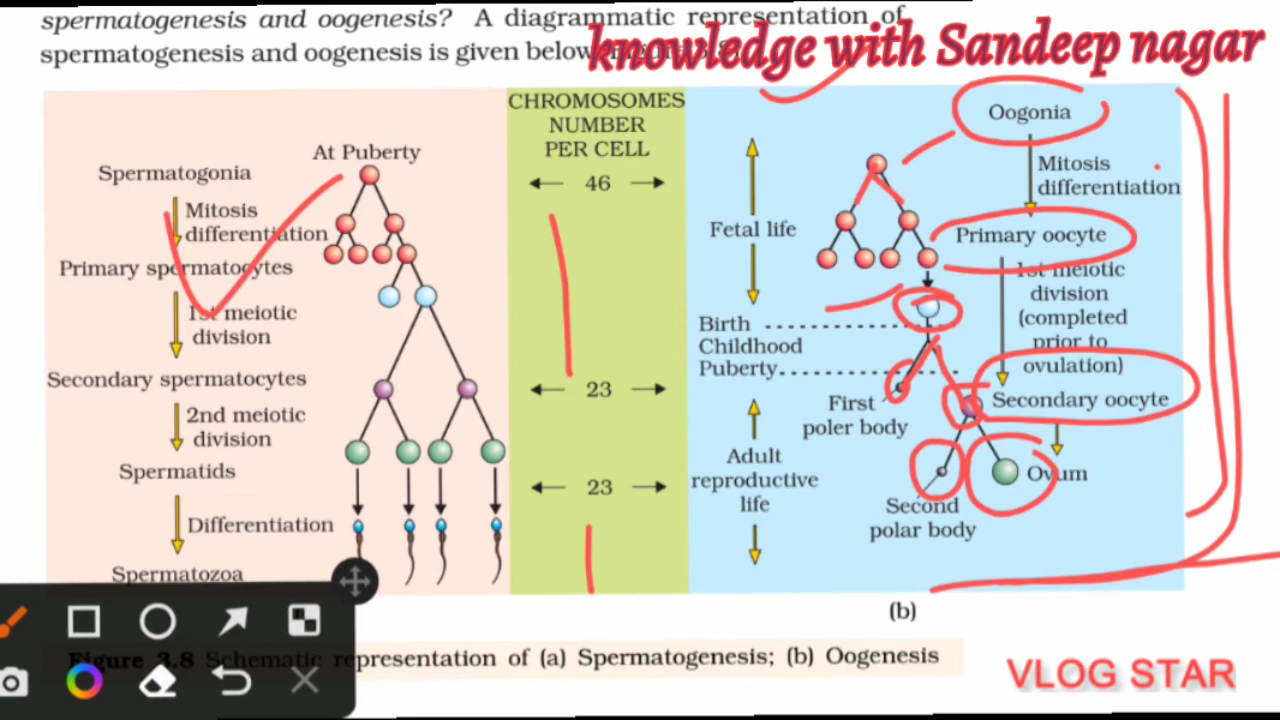 spermatogenesis and oogenesis? A diagrammatic representation of
spermatogenesis and oogenesis is given below
knowledge with Sandeep nagar
CHROMOSOMES
NUMBER
PER CELL
46
23
23
At Puberty
Spermatogonia
Mitosis
differentiation
Primary spermatocytes
1st meiotic
division
Secondary spermatocytes
2nd meiotic
division
Spermatids
Differentiation
Spermatozoa
Fetal life
Birth
Childhood
Puberty
Adult
reproductive
life
Oogonia
Mitosis
differentiation
Primary oocyte
1st meiotic
division
(completed
prior to
ovulation)
Secondary oocyte
First
poler body
Ovum
Second
polar body
(b)
Figure 3.8 Schematic representation of (a) Spermatogenesis; (b) Oogenesis
VLOG STAR